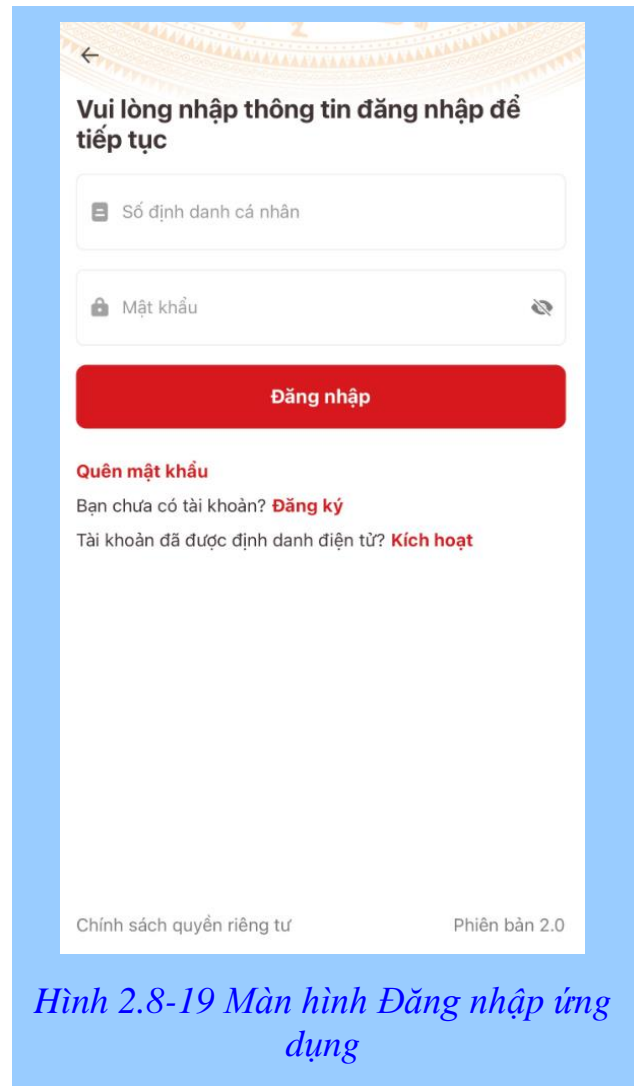 Vui lòng nhập thông tin đăng nhập để
tiếp tục
Số định danh cá nhân
Mật khẩu
Đăng nhập
Quên mật khẩu
Bạn chưa có tài khoản? Đăng ký
Tài khoản đã được định danh điện tử? Kích hoạt
Chính sách quyền riêng tư
Phiên bản 2.0
Hình 2.8-19 Màn hình Đăng nhập ứng
dụng